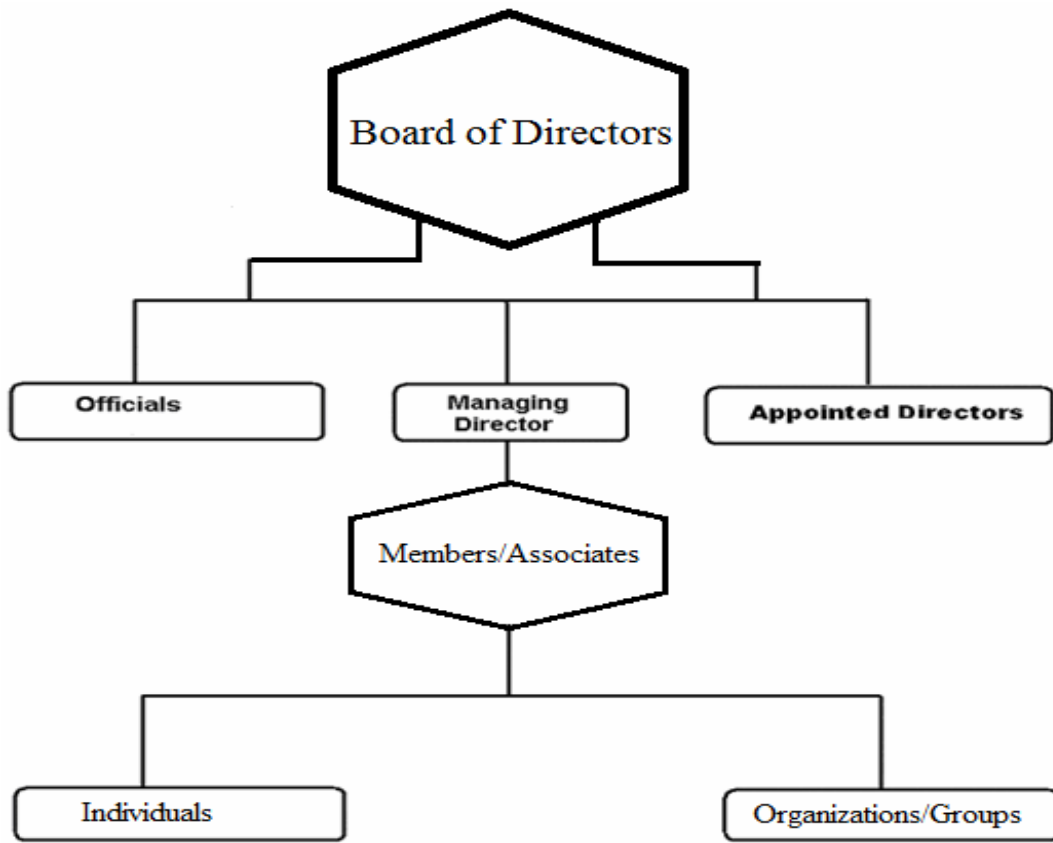 Board of Directors
Officials
Managing
Director
Appointed Directors
Members/Associates
Individuals
Organizations/Groups